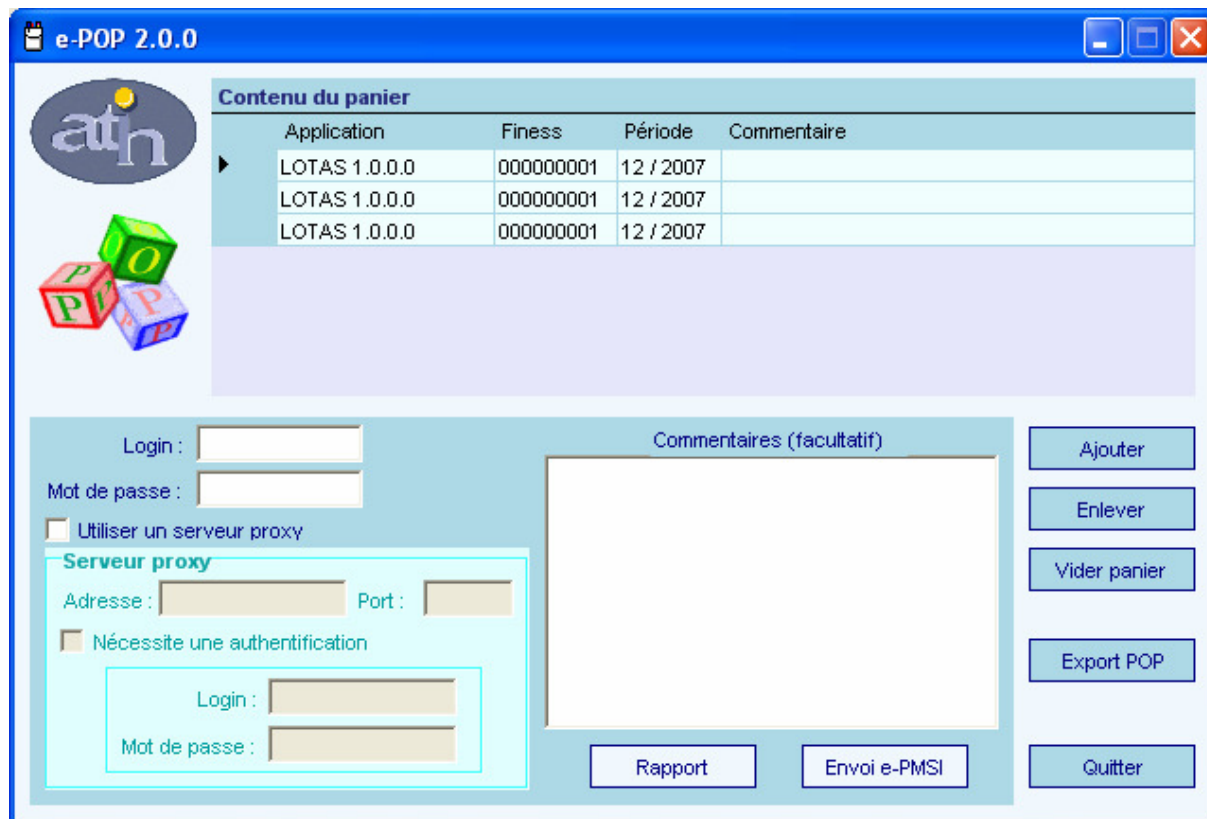 e-POP 2.0.0
atih
Contenu du panier
Application Finess Période Commentaire
LOTAS 1.0.0.0 000000001 12 / 2007
LOTAS 1.0.0.0 000000001 12 / 2007
LOTAS 1.0.0.0 000000001 12 / 2007
O O
P P P
P P P
Login :
Mot de passe :
Utiliser un serveur proxy
Serveur proxy
Adresse : Port :
Nécessite une authentification
Login :
Mot de passe :
Commentaires (facultatif)
Rapport Envoi e-PMSI
Ajouter
Enlever
Vider panier
Export POP
Quitter